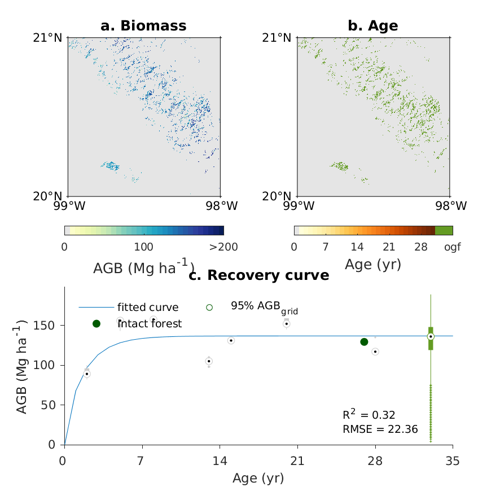 a. Biomass
b. Age
21°N
20°N
99°W
98°W
21°N
20°N
99°W
98°W
0
100
>200
AGB (Mg ha⁻¹)
0
7
14
21
28
ogf
Age (yr)
c. Recovery curve
fitted curve
intact forest
95% AGB_grid
AGB (Mg ha⁻¹)
150
100
50
0
R² = 0.32
RMSE = 22.36
0
7
14
21
28
35
Age (yr)